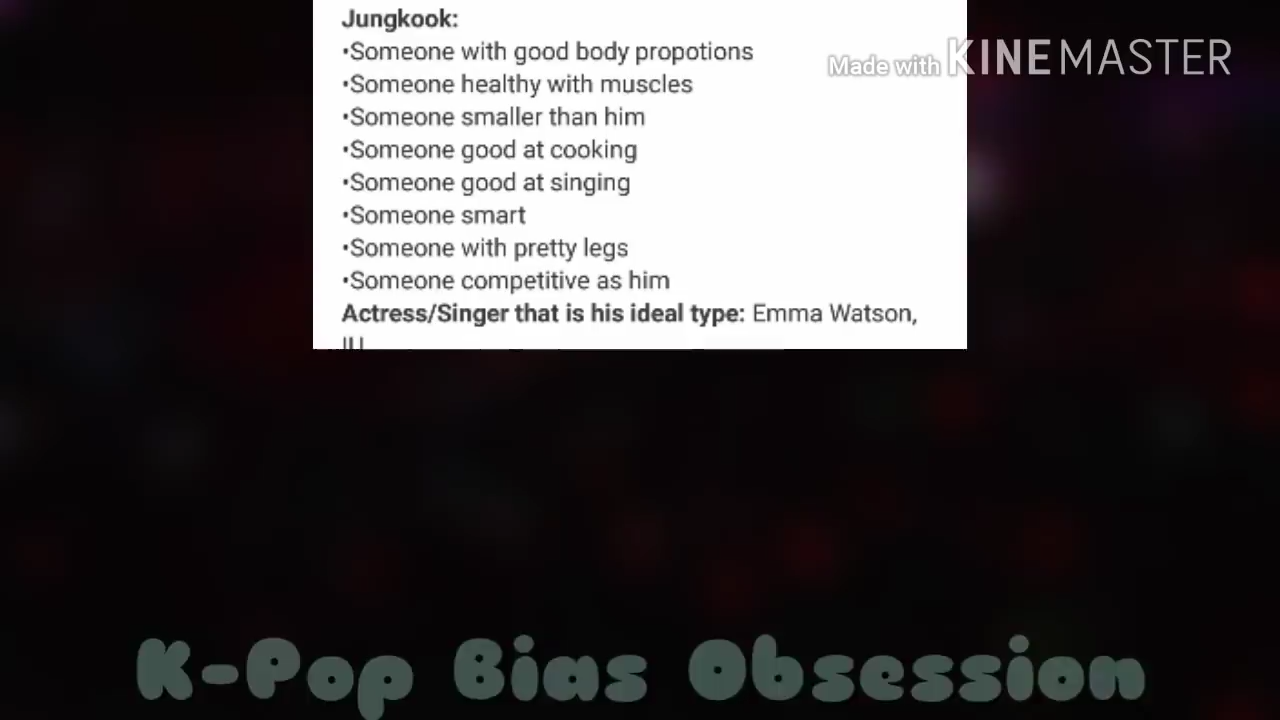 Jungkook:
•Someone with good body propotions
•Someone healthy with muscles
•Someone smaller than him
•Someone good at cooking
•Someone good at singing
•Someone smart
•Someone with pretty legs
•Someone competitive as him
Actress/Singer that is his ideal type: Emma Watson,
Made with KINEMASTER
K-Pop Bias Obsession